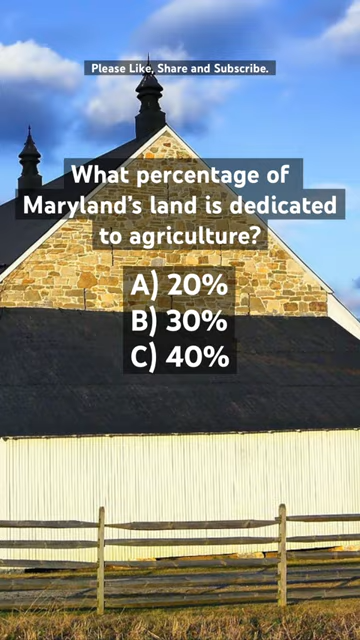 Please Like, Share and Subscribe.
What percentage of
Maryland's land is dedicated
to agriculture?
A) 20%
B) 30%
C) 40%